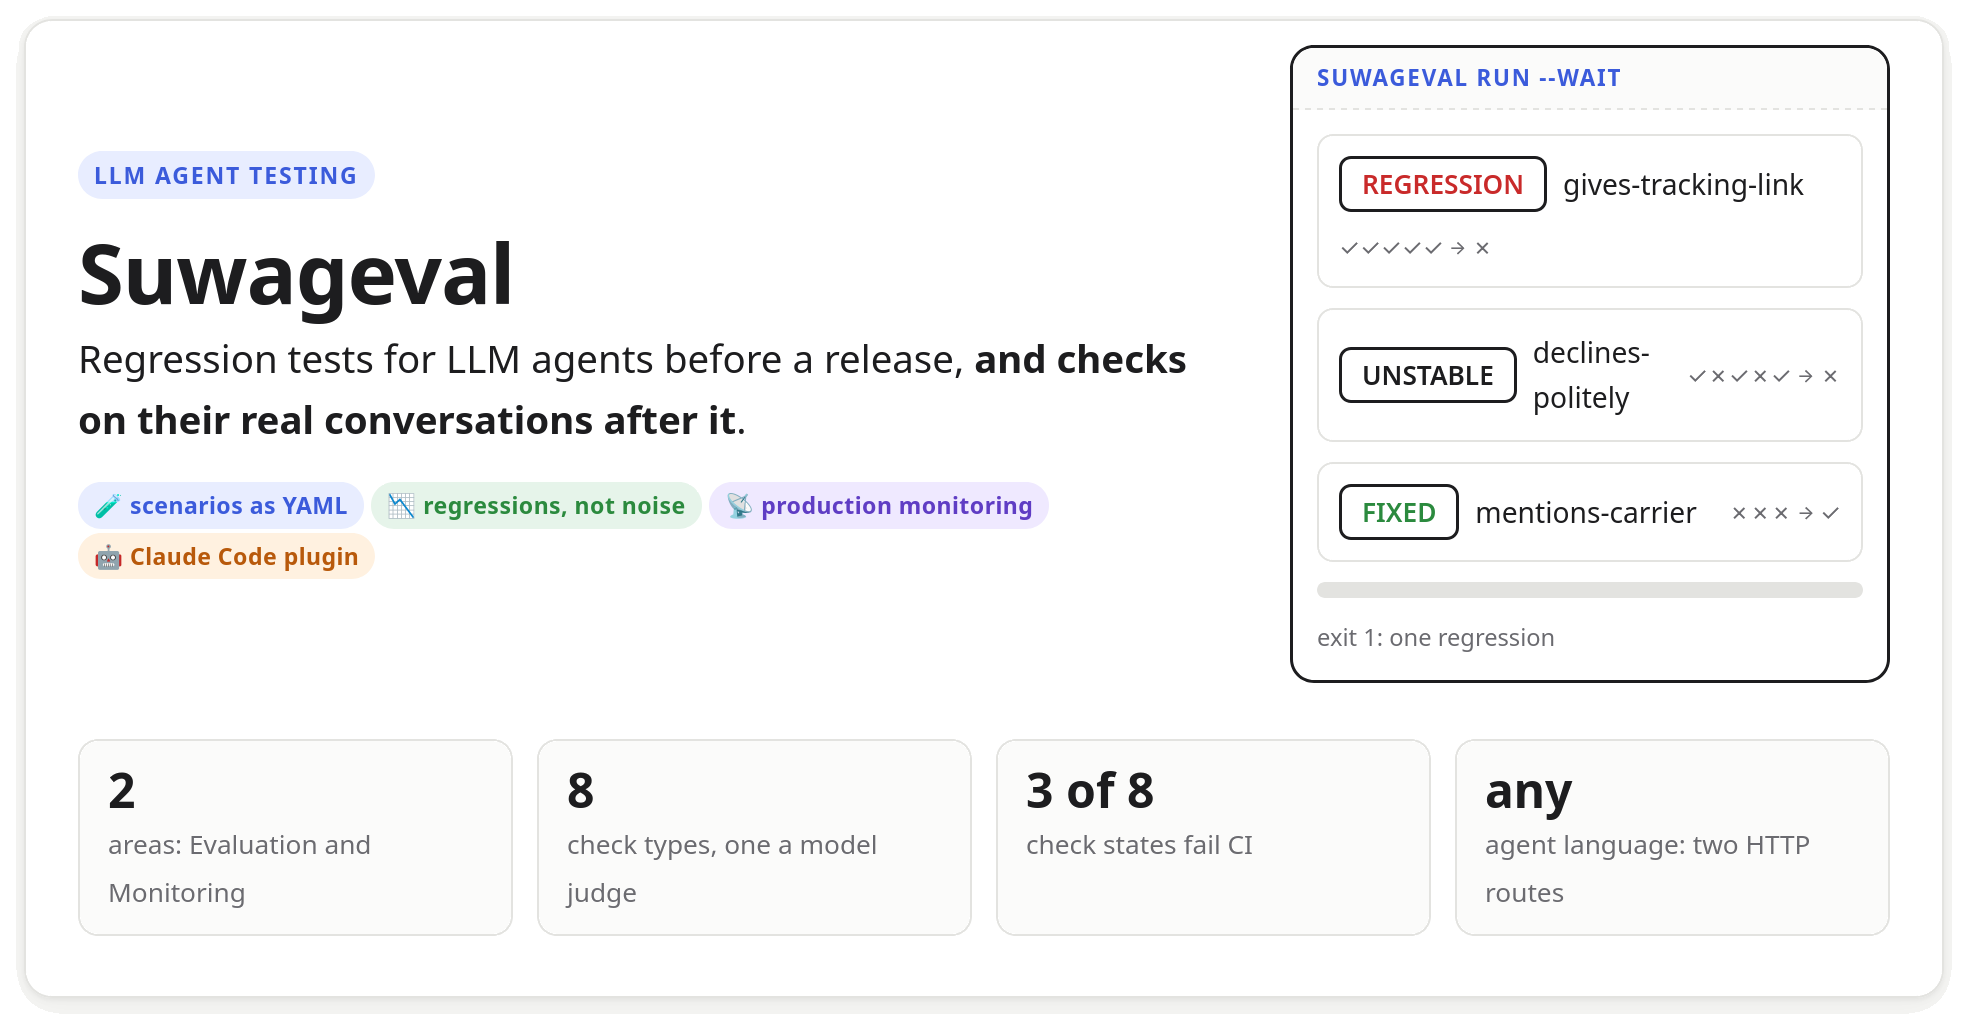 LLM AGENT TESTING
Suwageval
Regression tests for LLM agents before a release, and checks
on their real conversations after it.
🧪 scenarios as YAML 📉 regressions, not noise 📡 production monitoring
🤖 Claude Code plugin
SUWAGEVAL RUN --WAIT
REGRESSION gives-tracking-link
✓✓✓✓✓ → ✕
UNSTABLE declines-
politely ✓✕✓✕✓ → ✕
FIXED mentions-carrier ✕✕✕ → ✓
exit 1: one regression
2
areas: Evaluation and
Monitoring
8
check types, one a model
judge
3 of 8
check states fail CI
any
agent language: two HTTP
routes